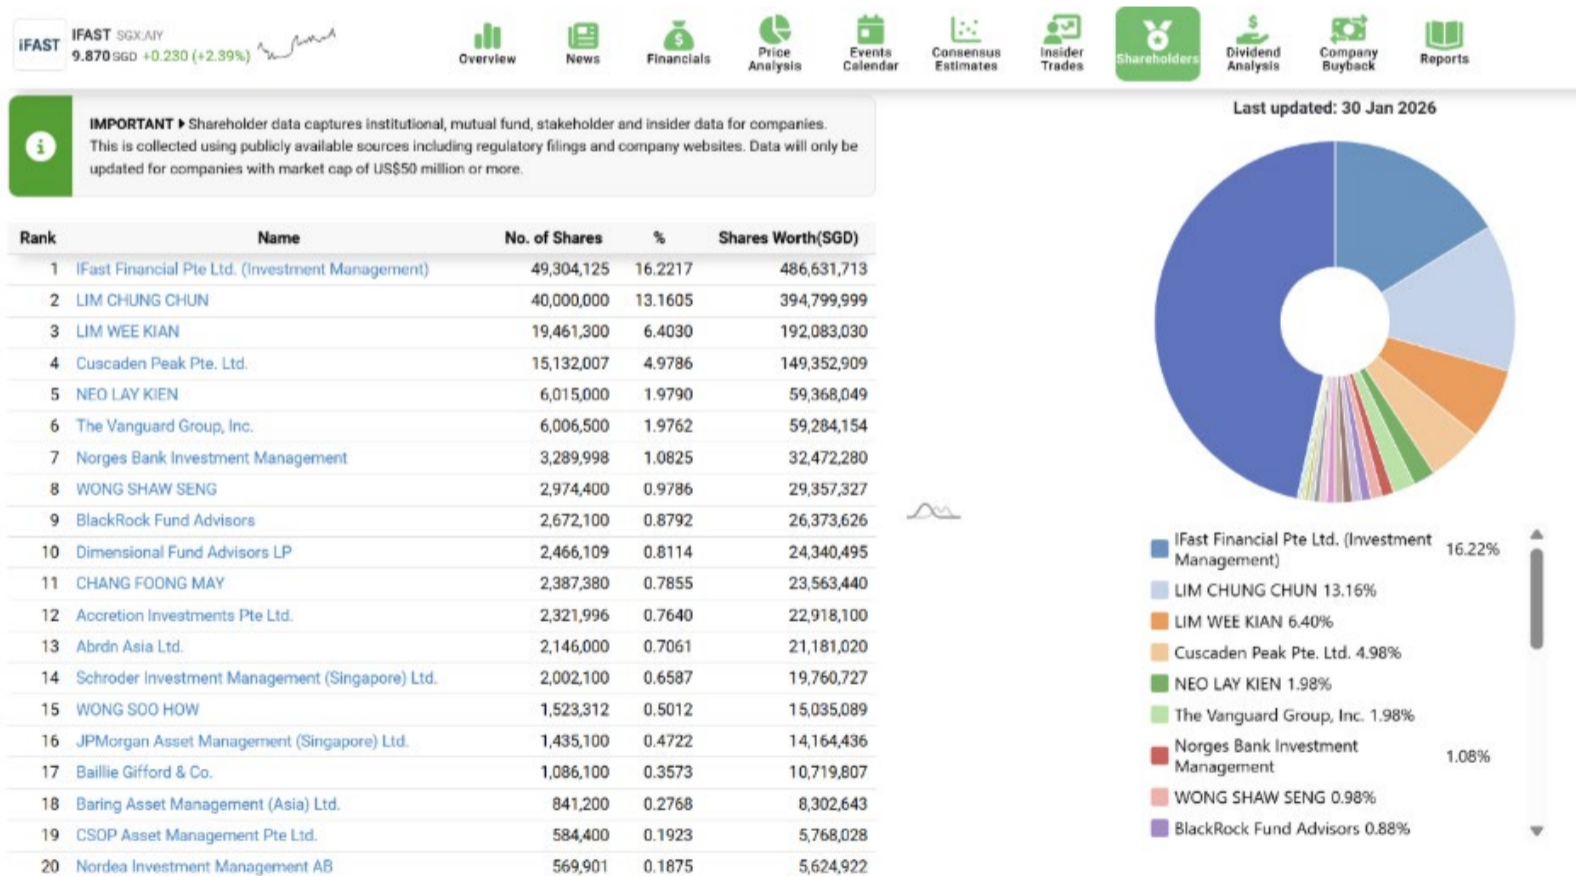 iFAST
IFAST SGX:AIY
9.870 SGD +0.230 (+2.39%)
Overview
News
Financials
Price Analysis
Events Calendar
Consensus Estimates
Insider Trades
Shareholders
Dividend Analysis
Company Buyback
Reports
IMPORTANT Shareholder data captures institutional, mutual fund, stakeholder and insider data for companies.
This is collected using publicly available sources including regulatory filings and company websites. Data will only be
updated for companies with market cap of US$50 million or more.
Rank Name No. of Shares % Shares Worth(SGD)
1 IFast Financial Pte Ltd. (Investment Management) 49,304,125 16.2217 486,631,713
2 LIM CHUNG CHUN 40,000,000 13.1605 394,799,999
3 LIM WEE KIAN 19,461,300 6.4030 192,083,030
4 Cuscaden Peak Pte. Ltd. 15,132,007 4.9786 149,352,909
5 NEO LAY KIEN 6,015,000 1.9790 59,368,049
6 The Vanguard Group, Inc. 6,006,500 1.9762 59,284,154
7 Norges Bank Investment Management 3,289,998 1.0825 32,472,280
8 WONG SHAW SENG 2,974,400 0.9786 29,357,327
9 BlackRock Fund Advisors 2,672,100 0.8792 26,373,626
10 Dimensional Fund Advisors LP 2,466,109 0.8114 24,340,495
11 CHANG FOONG MAY 2,387,380 0.7855 23,563,440
12 Accretion Investments Pte Ltd. 2,321,996 0.7640 22,918,100
13 Abrdn Asia Ltd. 2,146,000 0.7061 21,181,020
14 Schroder Investment Management (Singapore) Ltd. 2,002,100 0.6587 19,760,727
15 WONG SOO HOW 1,523,312 0.5012 15,035,089
16 JPMorgan Asset Management (Singapore) Ltd. 1,435,100 0.4722 14,164,436
17 Baillie Gifford & Co. 1,086,100 0.3573 10,719,807
18 Baring Asset Management (Asia) Ltd. 841,200 0.2768 8,302,643
19 CSOP Asset Management Pte Ltd. 584,400 0.1923 5,768,028
20 Nordea Investment Management AB 569,901 0.1875 5,624,922
Last updated: 30 Jan 2026
IFast Financial Pte Ltd. (Investment
Management) 16.22%
LIM CHUNG CHUN 13.16%
LIM WEE KIAN 6.40%
Cuscaden Peak Pte. Ltd. 4.98%
NEO LAY KIEN 1.98%
The Vanguard Group, Inc. 1.98%
Norges Bank Investment
Management 1.08%
WONG SHAW SENG 0.98%
BlackRock Fund Advisors 0.88%